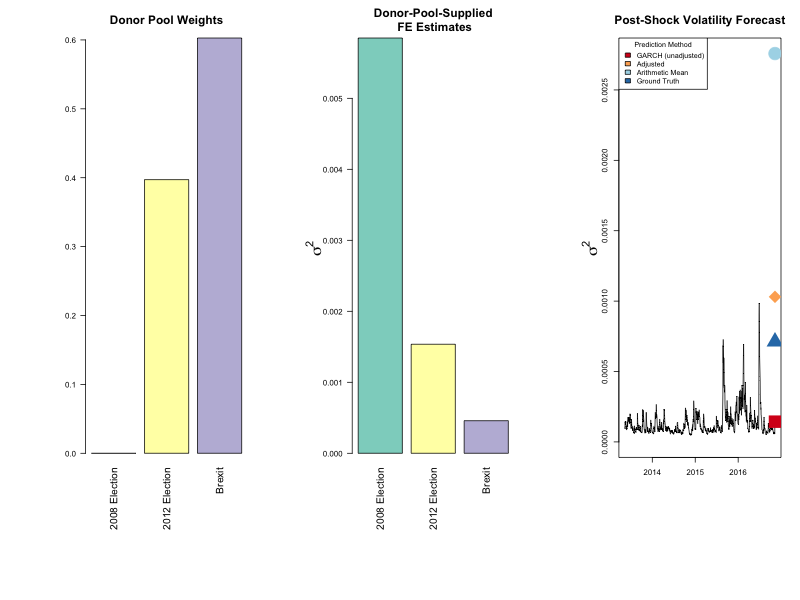 Donor Pool Weights
0.6
0.5
0.4
0.3
0.2
0.1
0.0
2008 Election
2012 Election
Brexit
Donor-Pool-Supplied
FE Estimates
σ²
0.005
0.004
0.003
0.002
0.001
0.000
2008 Election
2012 Election
Brexit
Post-Shock Volatility Forecast
σ²
0.0025
0.0020
0.0015
0.0010
0.0005
0.0000
Prediction Method
GARCH (unadjusted)
Adjusted
Arithmetic Mean
Ground Truth
2014 2015 2016